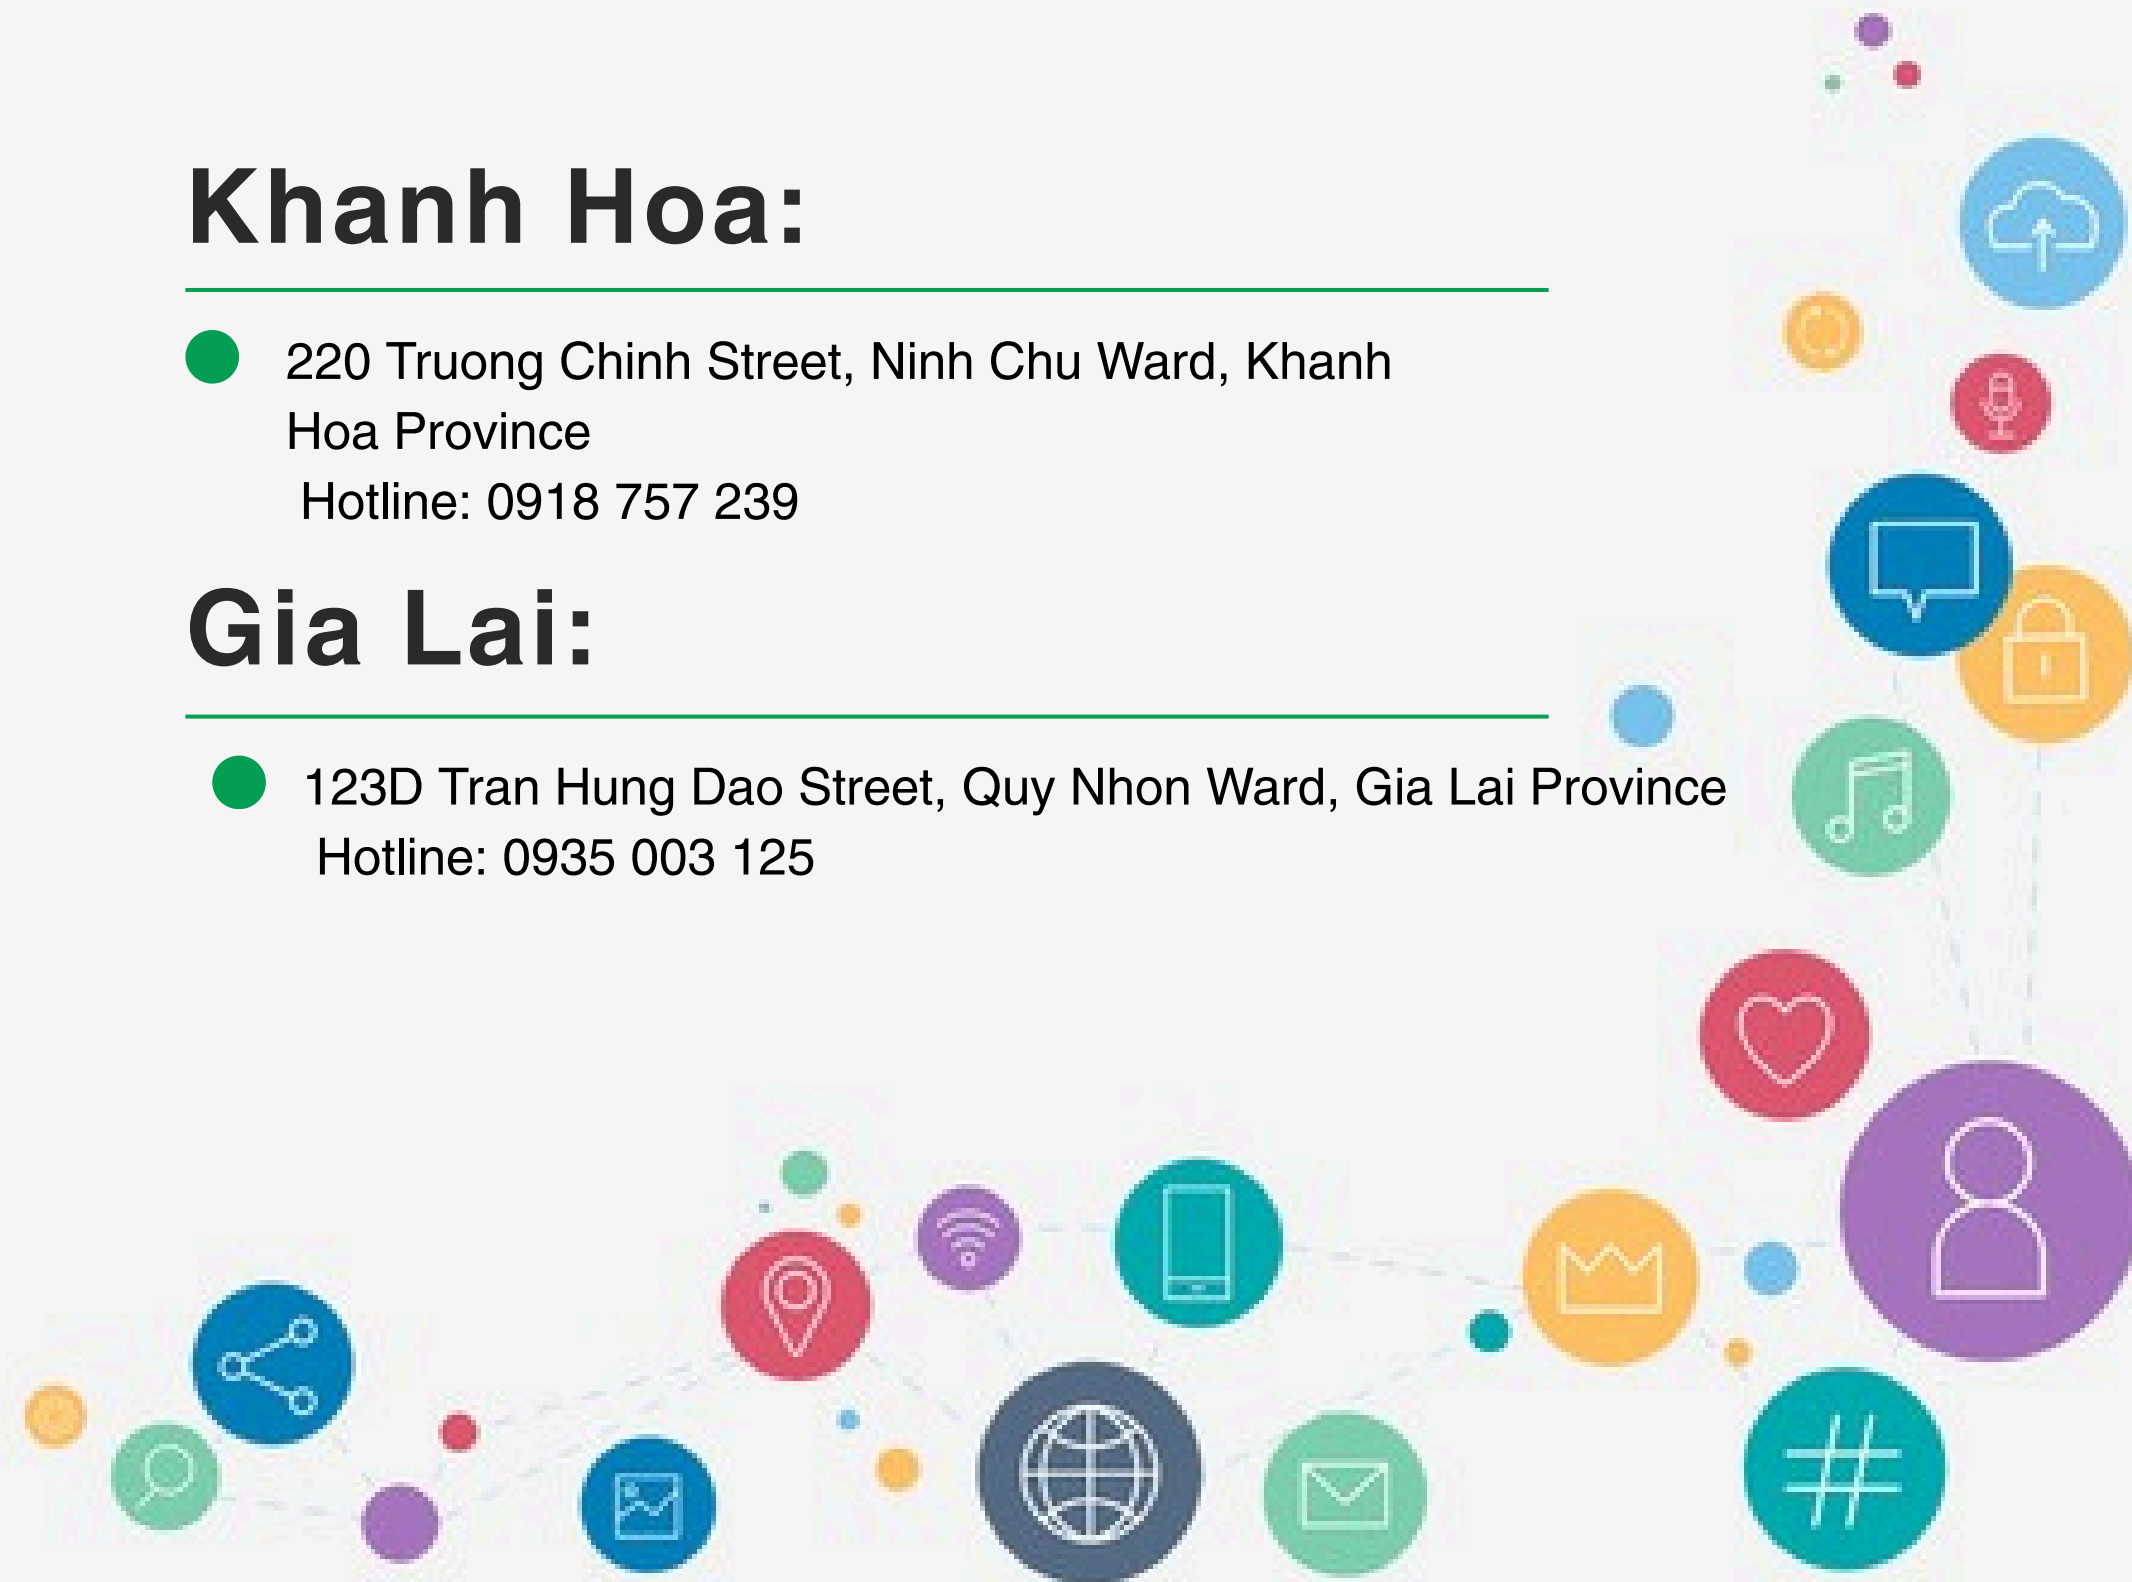 Khanh Hoa:
220 Truong Chinh Street, Ninh Chu Ward, Khanh
Hoa Province
Hotline: 0918 757 239
Gia Lai:
123D Tran Hung Dao Street, Quy Nhon Ward, Gia Lai Province
Hotline: 0935 003 125